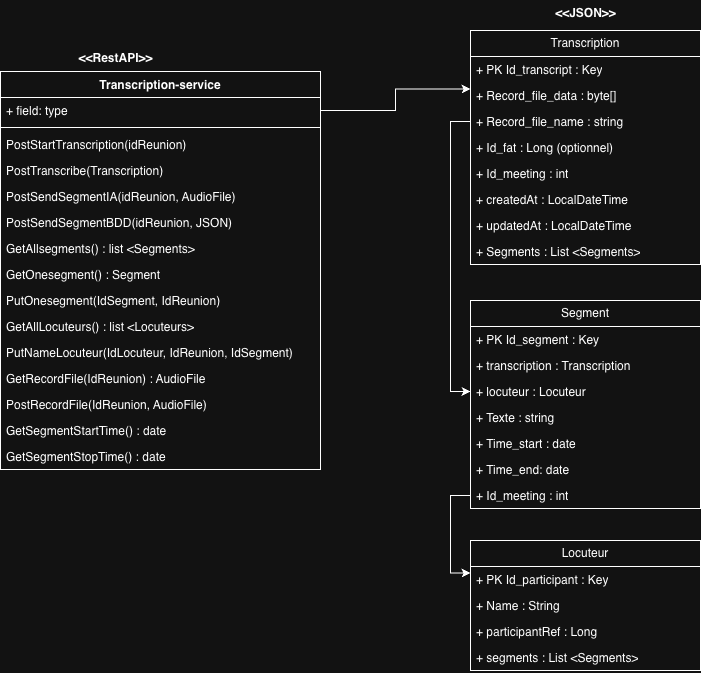 <<RestAPI>>
Transcription-service
+ field: type
PostStartTranscription(idReunion)
PostTranscribe(Transcription)
PostSendSegmentIA(idReunion, AudioFile)
PostSendSegmentBDD(idReunion, JSON)
GetAllsegments() : list <Segments>
GetOnesegment() : Segment
PutOnesegment(IdSegment, IdReunion)
GetAllLocuteurs() : list <Locuteurs>
PutNameLocuteur(IdLocuteur, IdReunion, IdSegment)
GetRecordFile(IdReunion) : AudioFile
PostRecordFile(IdReunion, AudioFile)
GetSegmentStartTime() : date
GetSegmentStopTime() : date
<<JSON>>
Transcription
+ PK Id_transcript : Key
+ Record_file_data : byte[]
+ Record_file_name : string
+ Id_fat : Long (optionnel)
+ Id_meeting : int
+ createdAt : LocalDateTime
+ updatedAt : LocalDateTime
+ Segments : List <Segments>
Segment
+ PK Id_segment : Key
+ transcription : Transcription
+ locuteur : Locuteur
+ Texte : string
+ Time_start : date
+ Time_end: date
+ Id_meeting : int
Locuteur
+ PK Id_participant : Key
+ Name : String
+ participantRef : Long
+ segments : List <Segments>